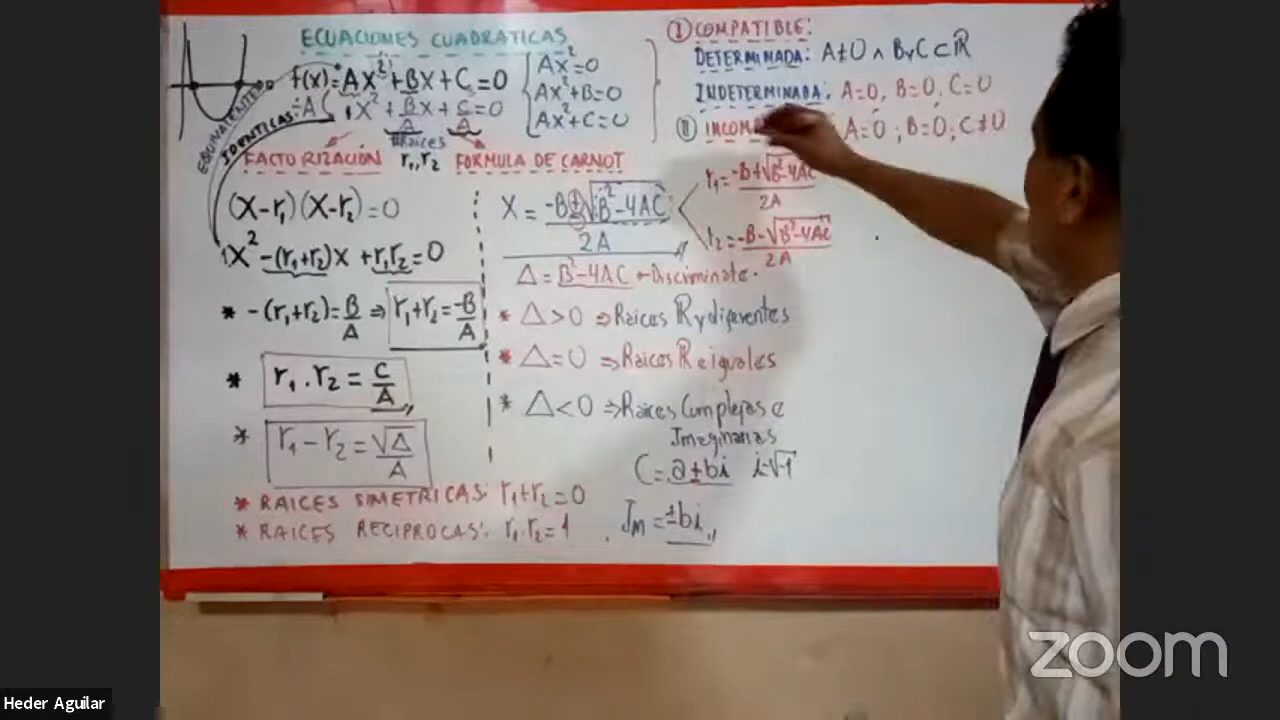 ECUACIONES CUADRATICAS
f(x)=Ax²+Bx+C=0
÷A
1x²+B/A x+C/A=0
Ax²=0
Ax²+B=0
Ax²+C=0
EQUIVALENTES
IDENTICAS
Raices
FACTORIZACIÓN r₁,r₂ FORMULA DE CARNOT
(X-r₁)(X-r₂)=0
1X²-(r₁+r₂)X+r₁r₂=0
* -(r₁+r₂)=B/A ⇒ r₁+r₂=-B/A
* r₁.r₂=C/A
* r₁-r₂=√Δ/A
* RAICES SIMETRICAS: r₁+r₂=0
* RAICES RECIPROCAS: r₁.r₂=1
X=-B±√B²-4AC/2A
r₁=-B+√B²-4AC/2A
r₂=-B-√B²-4AC/2A
Δ=B²-4AC ←Disciminate.
* Δ>0 ⇒Raices R y diferentes
* Δ=0 ⇒Raices R e iguales
* Δ<0 ⇒Raices Complejas e
Imaginarias
C=a±bi i=√-1
Im=±bi
I COMPATIBLE:
DETERMINADA: A≠0 ∧ B y C ⊂ R
INDETERMINADA: A=0, B=0, C=0
II A=0; B=0; C≠0
Heder Aguilar
zoom